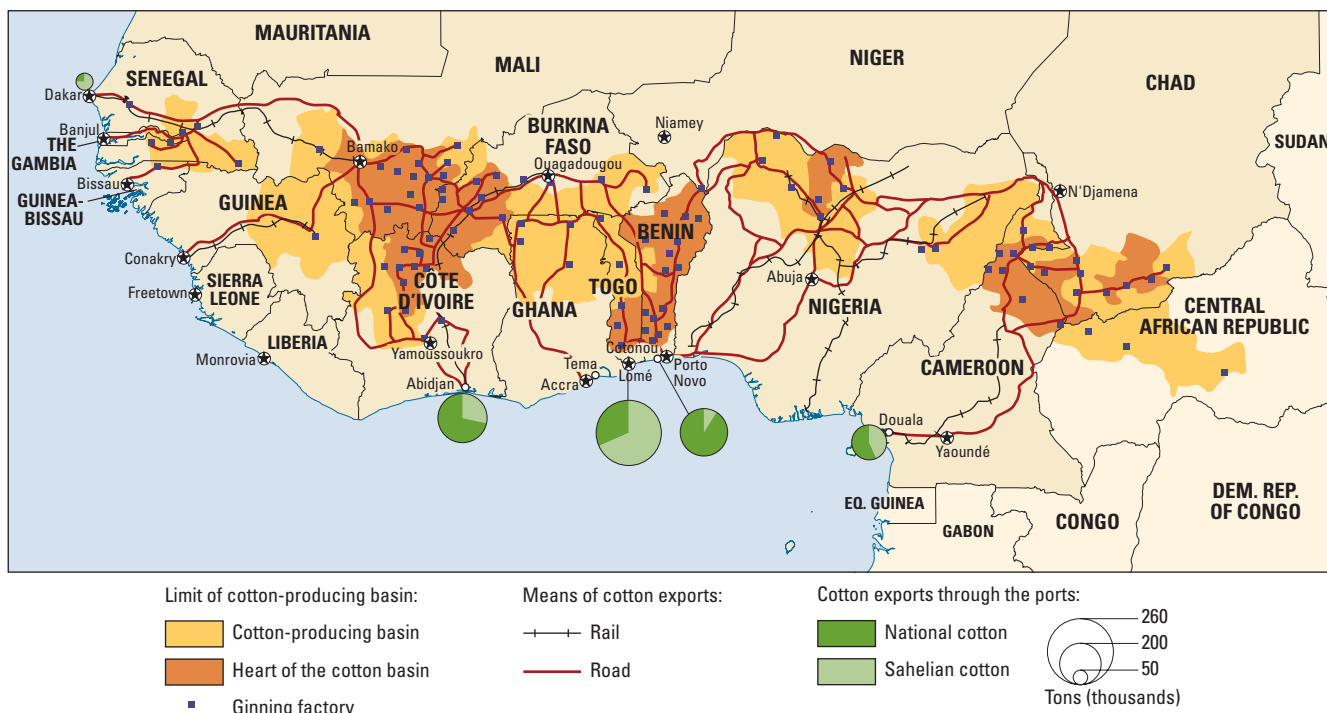 MAURITANIA
MALI
NIGER
CHAD
SUDAN
SENEGAL
Dakar
Banjul
THE
GAMBIA
Bissau
GUINEA-
BISSAU
GUINEA
Bamako
BURKINA
FASO
Ouagadougou
Niamey
N'Djamena
Conakry
SIERRA
LEONE
Freetown
LIBERIA
Monrovia
CÔTE
D'IVOIRE
Yamoussoukro
Abidjan
GHANA
Tema
Accra
TOGO
BENIN
Cotonou
Lomé
Porto
Novo
Abuja
NIGERIA
CENTRAL
AFRICAN REPUBLIC
CAMEROON
Douala
Yaoundé
EQ. GUINEA
GABON
CONGO
DEM. REP.
OF CONGO
Limit of cotton-producing basin:
Cotton-producing basin
Heart of the cotton basin
Ginning factory
Means of cotton exports:
Rail
Road
Cotton exports through the ports:
National cotton
Sahelian cotton
260
200
50
Tons (thousands)